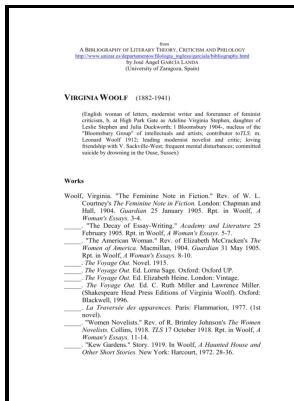 from
A BIBLIOGRAPHY OF LITERARY THEORY, CRITICISM AND PHILOLOGY
http://www.unizar.es/departamentos/filologia_inglesa/garciala/bibliography.html
by José Ángel GARCÍA LANDA
(University of Zaragoza, Spain)
VIRGINIA WOOLF (1882-1941)
(English woman of letters, modernist writer and forerunner of feminist
criticism, b. at High Park Gate as Adeline Virginia Stephen, daughter of
Leslie Stephen and Julia Duckworth; l Bloomsbury 1904-, nucleus of the
"Bloomsbury Group" of intellectuals and artists; contributor to TLS; m.
Leonard Woolf 1912; leading modernist novelist and critic; loving
friendship with V. Sackville-West; frequent mental disturbances; committed
suicide by drowning in the Ouse, Sussex)
Works
Woolf, Virginia. "The Feminine Note in Fiction." Rev. of W. L.
Courtney's The Feminine Note in Fiction. London: Chapman and
Hall, 1904. Guardian 25 January 1905. Rpt. in Woolf, A
Woman's Essays. 3-4.
_____. "The Decay of Essay-Writing." Academy & Literature 25
February 1905. Rpt. in Woolf, A Woman's Essays. 5-7.
_____. "The American Woman." Rev. of Elizabeth McCracken's The
Women of America. Macmillan, 1904. Guardian 31 May 1905.
Rpt. in Woolf, A Woman's Essays. 8-10.
_____. The Voyage Out. Novel. 1915.
_____. The Voyage Out. Ed. Lorna Sage. Oxford: Oxford UP.
_____. The Voyage Out. Ed. Elizabeth Heine. London: Vintage.
_____. The Voyage Out. Ed. C. Ruth Miller and Lawrence Miller.
(Shakespeare Head Press Editions of Virginia Woolf). Oxford:
Blackwell, 1996.
_____. La Traversée des apparences. Paris: Flammarion, 1977. (1st
novel).
_____. "Women Novelists." Rev. of R. Brimley Johnson's The Women
Novelists. Collins, 1918. TLS 17 October 1918. Rpt. in Woolf, A
Woman's Essays. 11-14.
_____. "Kew Gardens." Story. 1919. In Woolf, A Haunted House and
Other Short Stories. New York: Harcourt, 1972. 28-36.